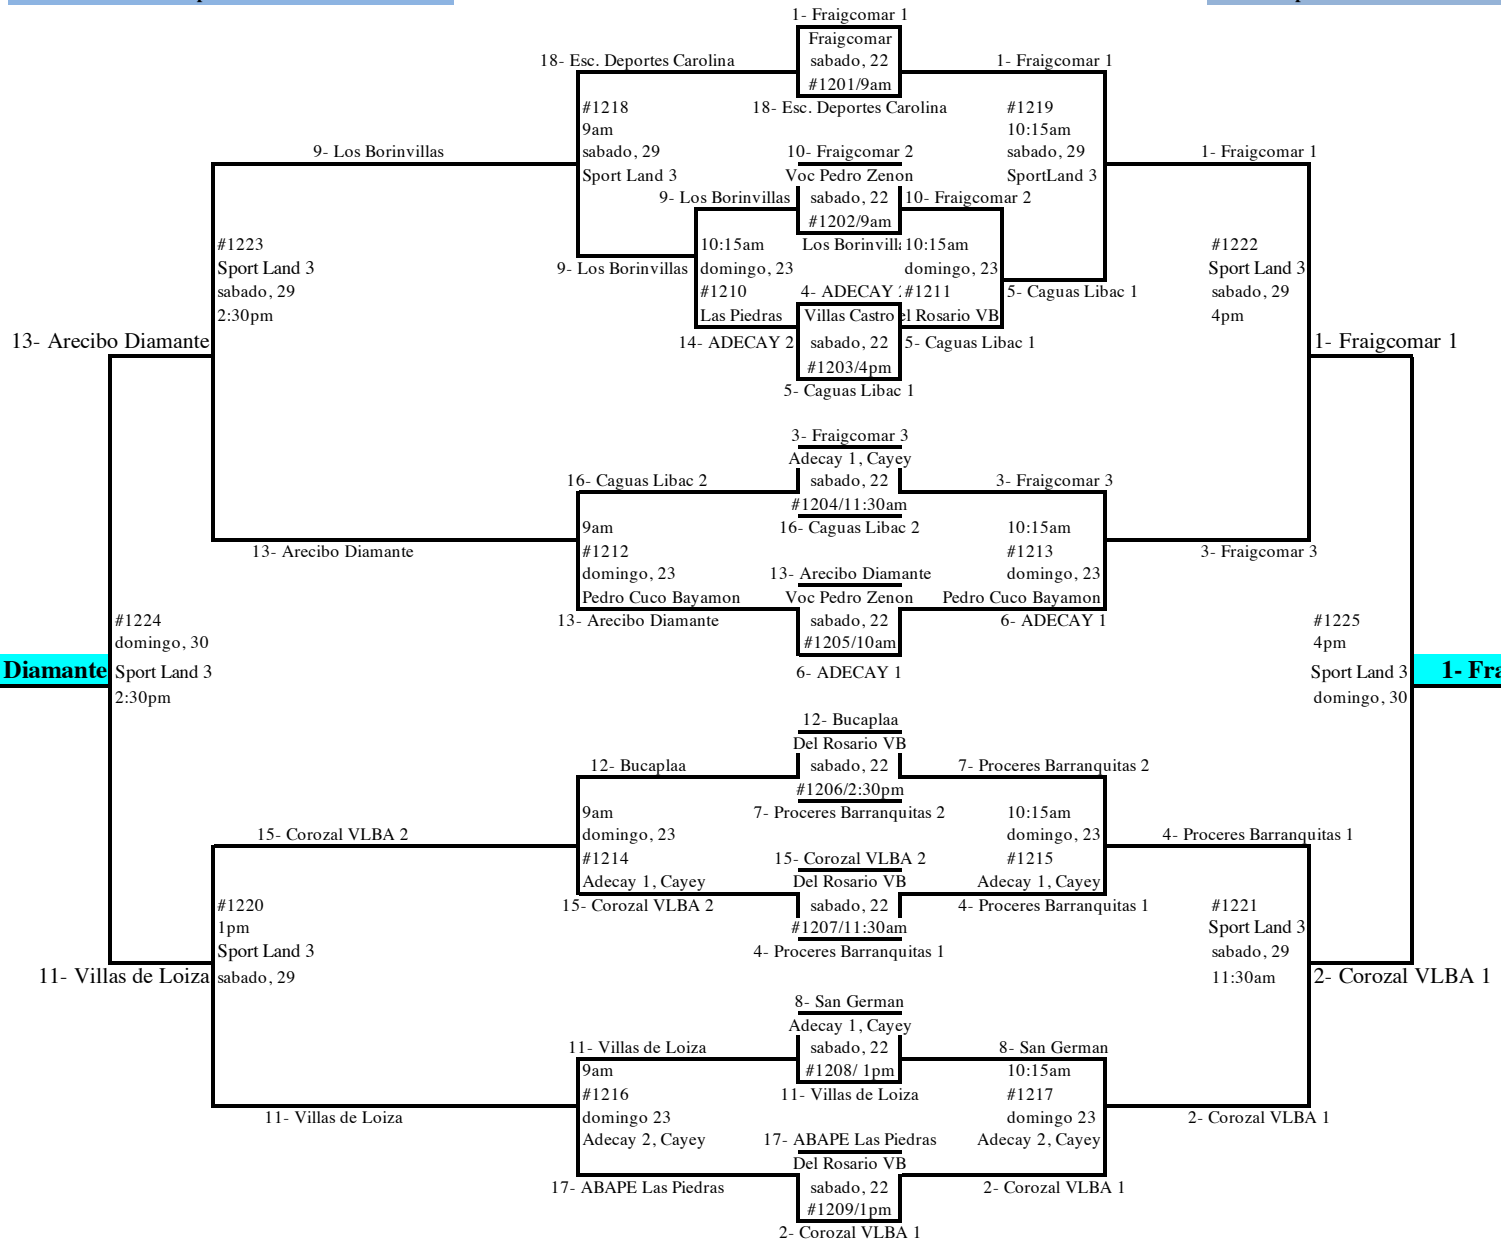 1- Fraigcomar 1
Fraigcomar
18- Esc. Deportes Carolina
sabado, 22
1- Fraigcomar 1
#1201/9am
#1218
18- Esc. Deportes Carolina
#1219
9am
10:15am
9- Los Borinvillas
sabado, 29
10- Fraigcomar 2
sabado, 29
1- Fraigcomar 1
Sport Land 3
Voc Pedro Zenon
SportLand 3
9- Los Borinvillas
sabado, 22
10- Fraigcomar 2
#1202/9am
#1223
10:15am
Los Borinvilla
10:15am
#1222
Sport Land 3
9- Los Borinvillas
domingo, 23
domingo, 23
Sport Land 3
sabado, 29
#1210
4- ADECAY
#1211
5- Caguas Libac 1
sabado, 29
2:30pm
Las Piedras
Villas Castro
el Rosario VB
4pm
13- Arecibo Diamante
14- ADECAY 2
sabado, 22
5- Caguas Libac 1
1- Fraigcomar 1
#1203/4pm
5- Caguas Libac 1
3- Fraigcomar 3
Adecay 1, Cayey
16- Caguas Libac 2
sabado, 22
3- Fraigcomar 3
#1204/11:30am
9am
16- Caguas Libac 2
10:15am
13- Arecibo Diamante
#1212
#1213
3- Fraigcomar 3
domingo, 23
13- Arecibo Diamante
domingo, 23
Pedro Cuco Bayamon
Voc Pedro Zenon
Pedro Cuco Bayamon
#1224
13- Arecibo Diamante
sabado, 22
6- ADECAY 1
#1225
domingo, 30
#1205/10am
4pm
Diamante
Sport Land 3
6- ADECAY 1
Sport Land 3
1- Fra
2:30pm
domingo, 30
12- Bucaplaa
Del Rosario VB
12- Bucaplaa
sabado, 22
7- Proceres Barranquitas 2
#1206/2:30pm
9am
7- Proceres Barranquitas 2
10:15am
15- Corozal VLBA 2
domingo, 23
domingo, 23
4- Proceres Barranquitas 1
#1214
15- Corozal VLBA 2
#1215
Adecay 1, Cayey
Del Rosario VB
Adecay 1, Cayey
#1220
15- Corozal VLBA 2
sabado, 22
4- Proceres Barranquitas 1
#1221
1pm
#1207/11:30am
Sport Land 3
Sport Land 3
4- Proceres Barranquitas 1
sabado, 29
11- Villas de Loiza
sabado, 29
11:30am
2- Corozal VLBA 1
8- San German
Adecay 1, Cayey
11- Villas de Loiza
sabado, 22
8- San German
9am
#1208/ 1pm
10:15am
#1216
11- Villas de Loiza
#1217
11- Villas de Loiza
domingo 23
domingo 23
2- Corozal VLBA 1
Adecay 2, Cayey
17- ABAPE Las Piedras
Adecay 2, Cayey
Del Rosario VB
17- ABAPE Las Piedras
sabado, 22
2- Corozal VLBA 1
#1209/1pm
2- Corozal VLBA 1